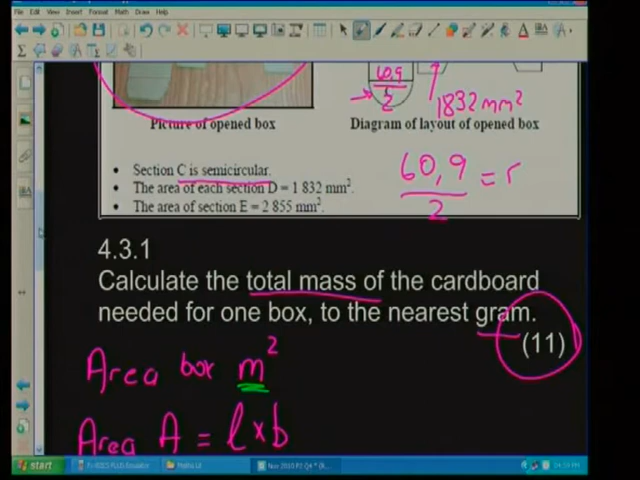 File Edit View Insert Format Math Draw Help
60,9
2
1832 mm²
Picture of opened box
Diagram of layout of opened box
60,9 = r
2
• Section C is semicircular.
• The area of each section D = 1 832 mm².
• The area of section E = 2 855 mm².
4.3.1
Calculate the total mass of the cardboard
needed for one box, to the nearest gram.
(11)
Area box m²
Area A = l x b
start